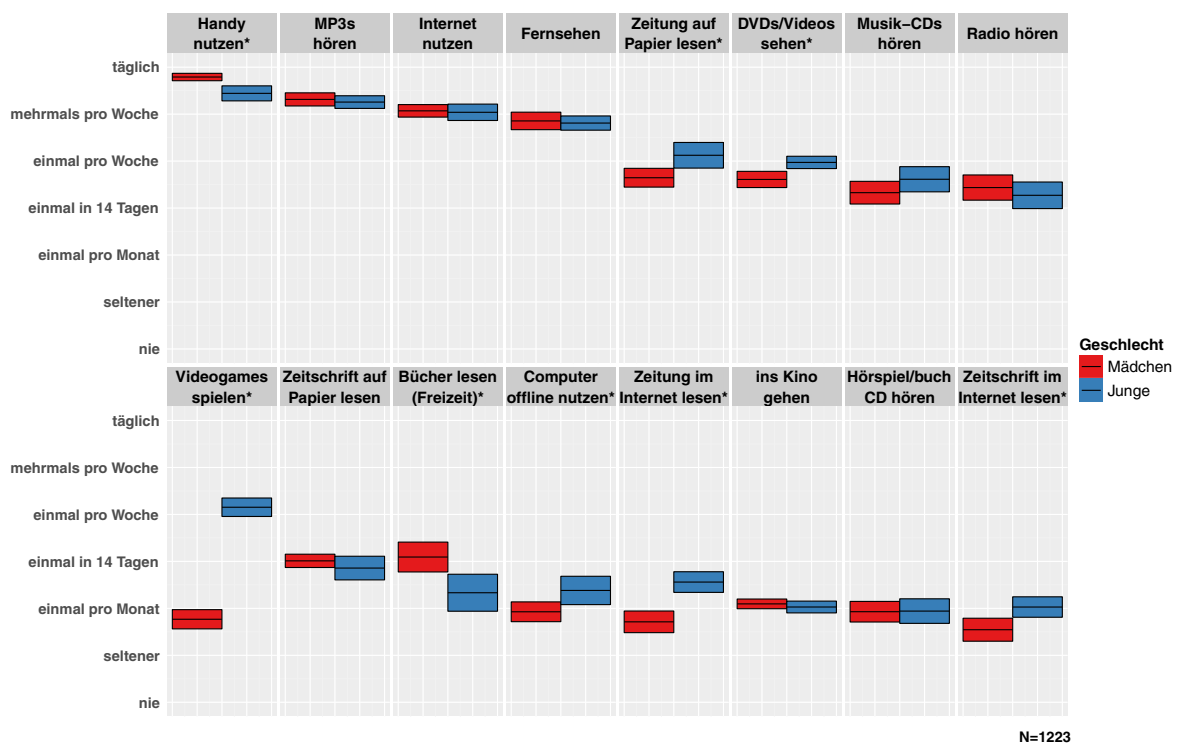 Handy
nutzen*
MP3s
hören
Internet
nutzen
Fernsehen
Zeitung auf
Papier lesen*
DVDs/Videos
sehen*
Musik–CDs
hören
Radio hören
täglich
mehrmals pro Woche
einmal pro Woche
einmal in 14 Tagen
einmal pro Monat
seltener
nie
Videogames
spielen*
Zeitschrift auf
Papier lesen
Bücher lesen
(Freizeit)*
Computer
offline nutzen*
Zeitung im
Internet lesen*
ins Kino
gehen
Hörspiel/buch
CD hören
Zeitschrift im
Internet lesen*
täglich
mehrmals pro Woche
einmal pro Woche
einmal in 14 Tagen
einmal pro Monat
seltener
nie
Geschlecht
Mädchen
Junge
N=1223